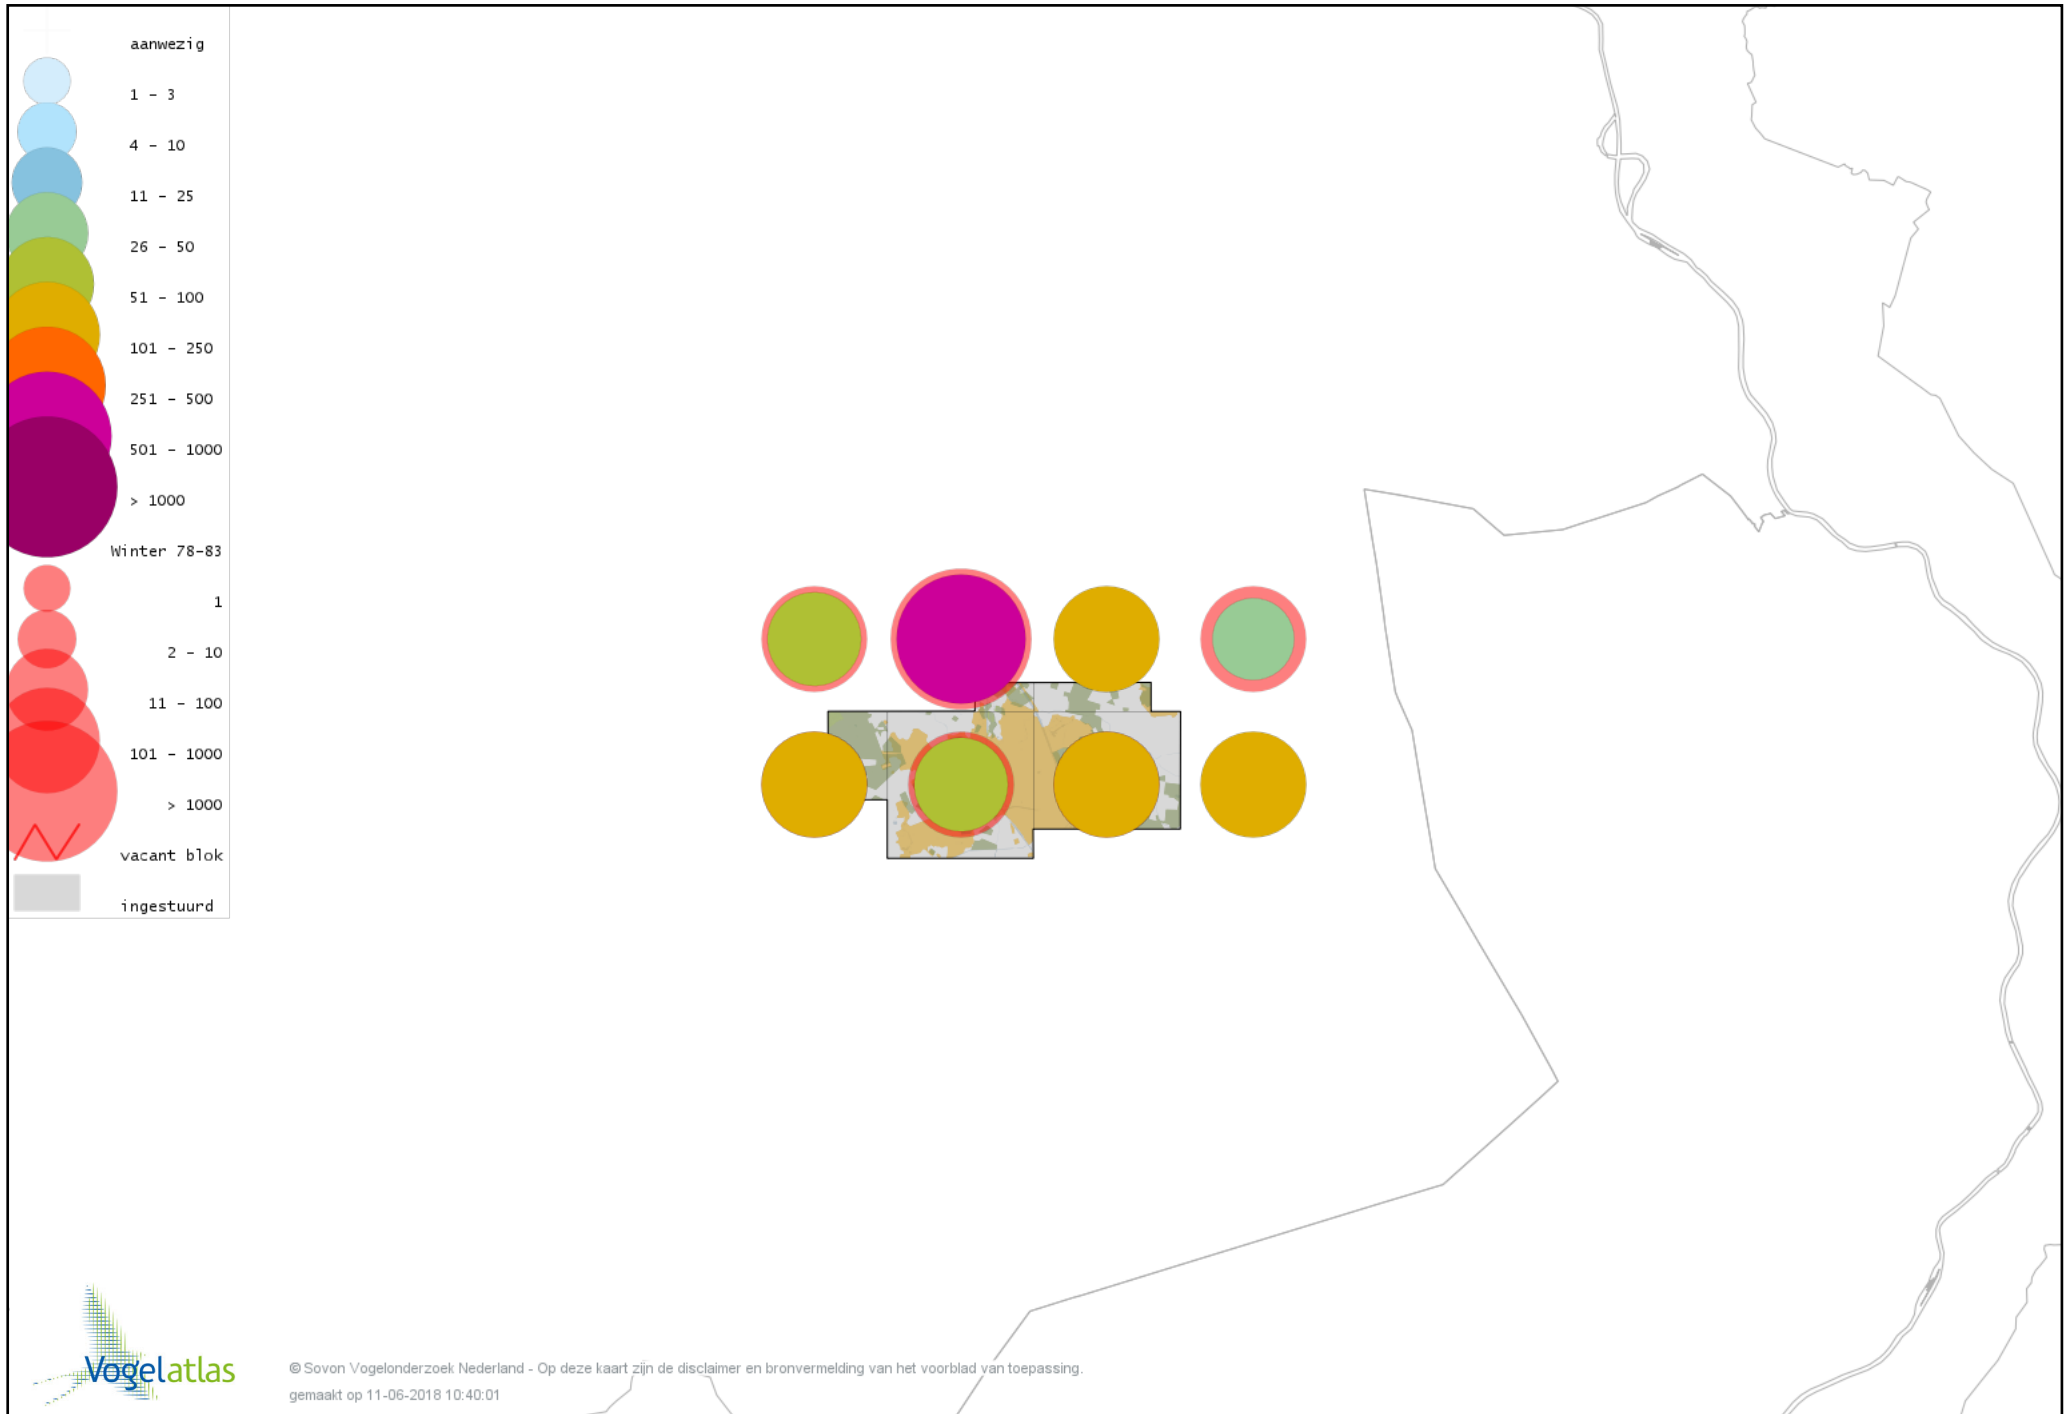 aanwezig
1 - 3
4 - 10
11 - 25
26 - 50
51 - 100
101 - 250
251 - 500
501 - 1000
> 1000
Winter 78-83
1
2 - 10
11 - 100
101 - 1000
> 1000
vacant blok
ingestuurd
Vogelatlas
© Sovon Vogelonderzoek Nederland - Op deze kaart zijn de disclaimer en bronvermelding van het voorblad van toepassing.
gemaakt op 11-06-2018 10:40:01